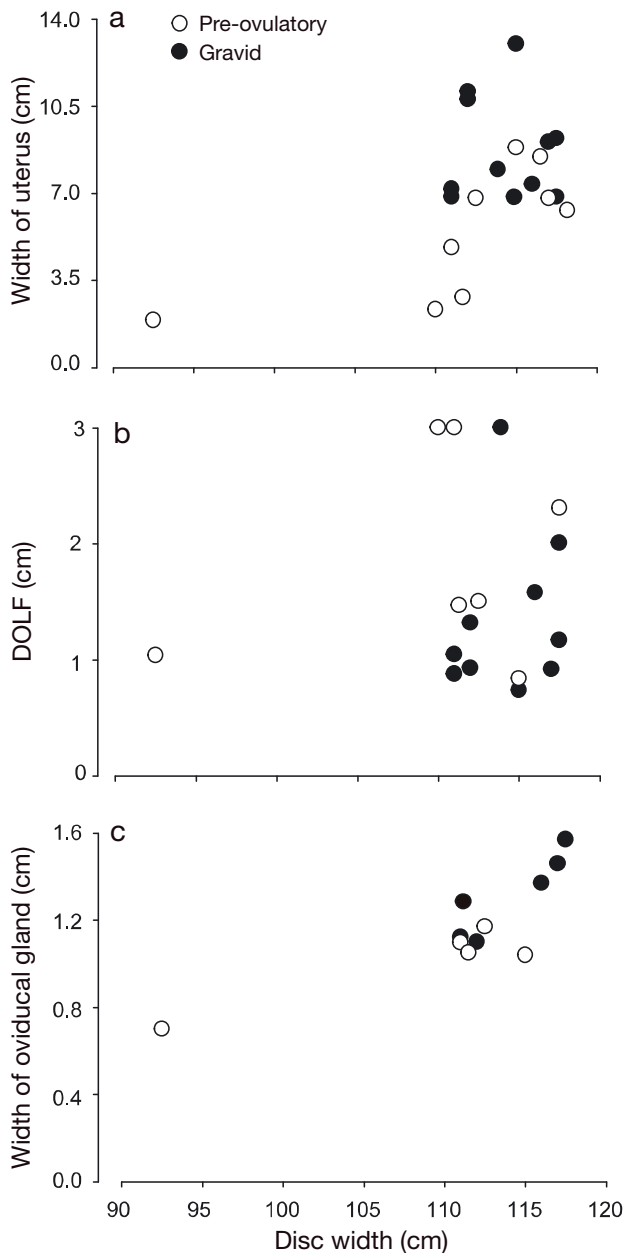 a
Pre-ovulatory
Gravid
14.0
10.5
7.0
3.5
0.0
Width of uterus (cm)
b
3
2
1
0
DOLF (cm)
c
1.6
1.2
0.8
0.4
0.0
Width of oviducal gland (cm)
90 95 100 105 110 115 120
Disc width (cm)